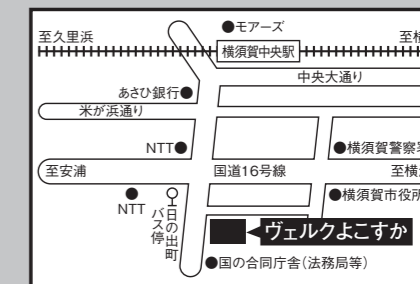 ●モアーズ
至久里浜
至横
横須賀中央駅
中央大通り
あさひ銀行●
米が浜通り
NTT●
●横須賀警察署
至安浦
国道16号線
至横
●
NTT
バス停
日の出町
●横須賀市役所
ヴェルクよこすか
●国の合同庁舎(法務局等)